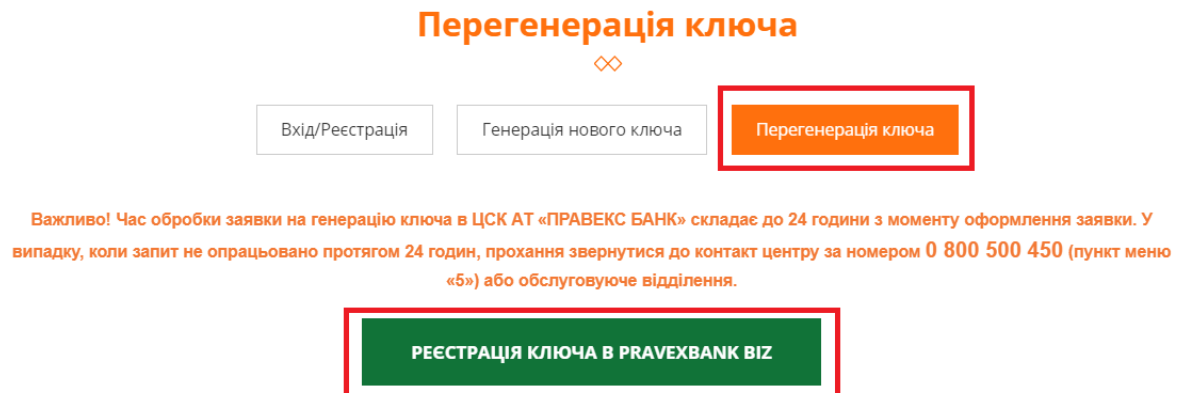 Перегенерація ключа
Вхід/Реєстрація
Генерація нового ключа
Перегенерація ключа
Важливо! Час обробки заявки на генерацію ключа в ЦСК АТ «ПРАВЕКС БАНК» складає до 24 години з моменту оформлення заявки. У
випадку, коли запит не опрацьовано протягом 24 годин, прохання звернутися до контакт центру за номером 0 800 500 450 (пункт меню
«5») або обслуговуюче відділення.
РЕЄСТРАЦІЯ КЛЮЧА В PRAVEXBANK BIZ